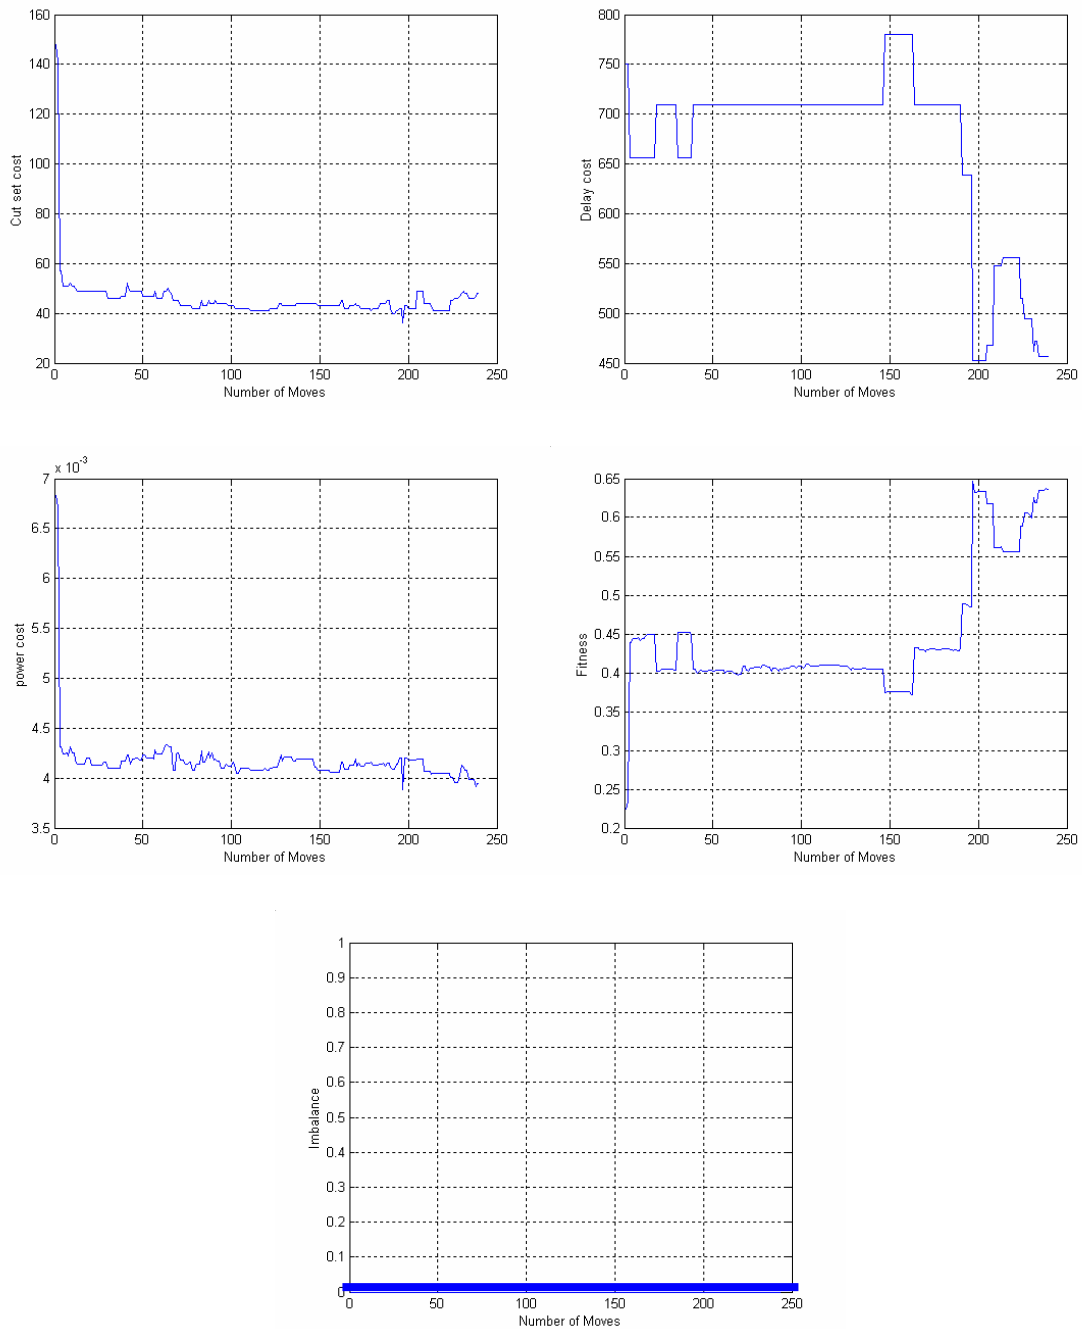 160
140
120
100
80
60
40
20
Cut set cost
0 50 100 150 200 250
Number of Moves
800
750
700
650
600
550
500
450
Delay cost
0 50 100 150 200 250
Number of Moves
x 10^-3
7
6.5
6
5.5
5
4.5
4
3.5
power cost
0 50 100 150 200 250
Number of Moves
0.65
0.6
0.55
0.5
0.45
0.4
0.35
0.3
0.25
0.2
Fitness
0 50 100 150 200 250
Number of Moves
1
0.9
0.8
0.7
0.6
0.5
0.4
0.3
0.2
0.1
0
Imbalance
0 50 100 150 200 250
Number of Moves